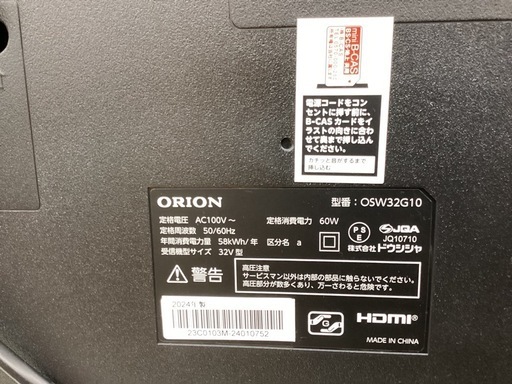 mini
B-CAS
電源コードをコン
セントに挿す前に、
B-CASカードをイ
ラストの向きに合わ
せて奥まで押し込ん
でください。
カチッと音がするまで押し込む
ORION
型番: OSW32G10
定格電圧 AC100V～ 定格消費電力 60W
定格周波数 50/60Hz
年間消費電力量 58kWh/年 区分名 a
受信機型サイズ 32V型
P S
E
JQA
JQ10710
株式会社ドウシシャ
警告
高圧注意
サービスマン以外は内部の部品に触らないでください。
高圧部分が数多くあり、万一さわると危険です。
2024年 製
23C0103M-24010752
G
HDMI
MADE IN CHINA